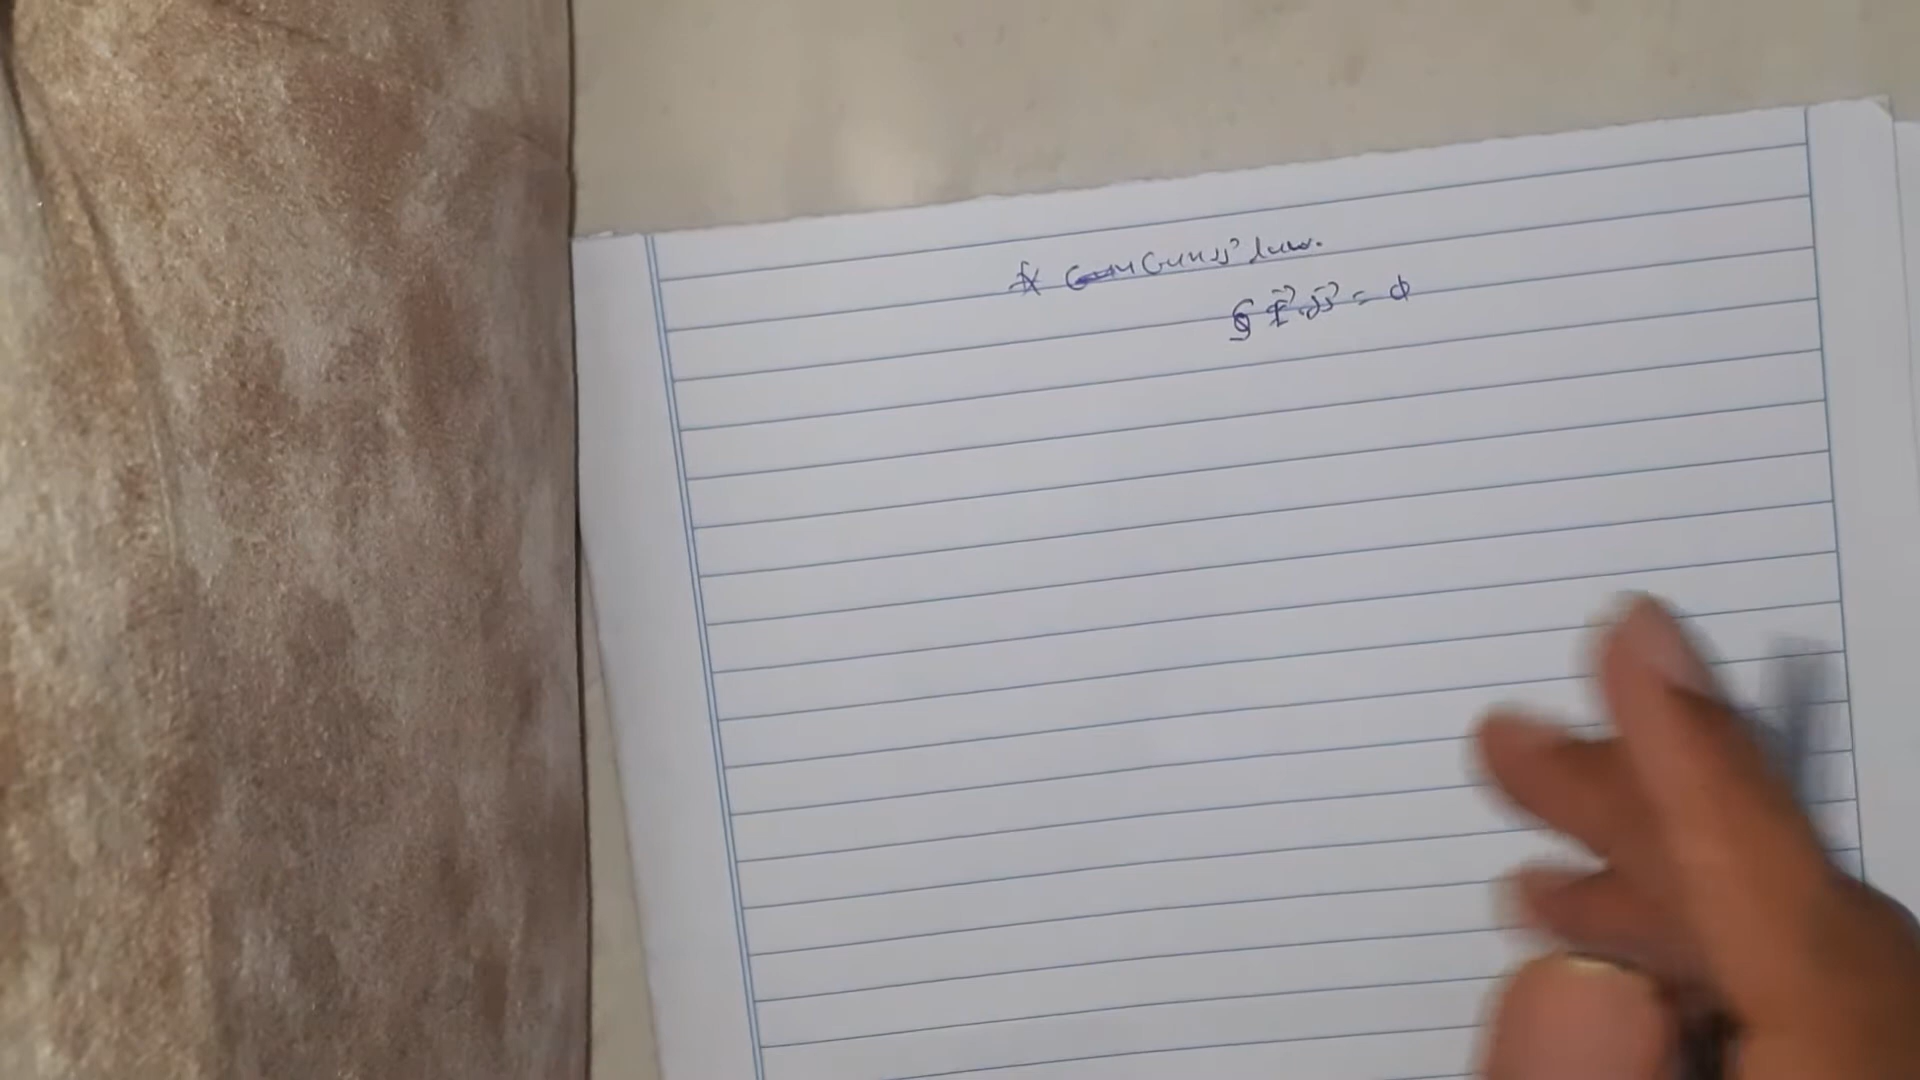 * Gauss' law.
∮ E⃗.ds⃗ = ϕ